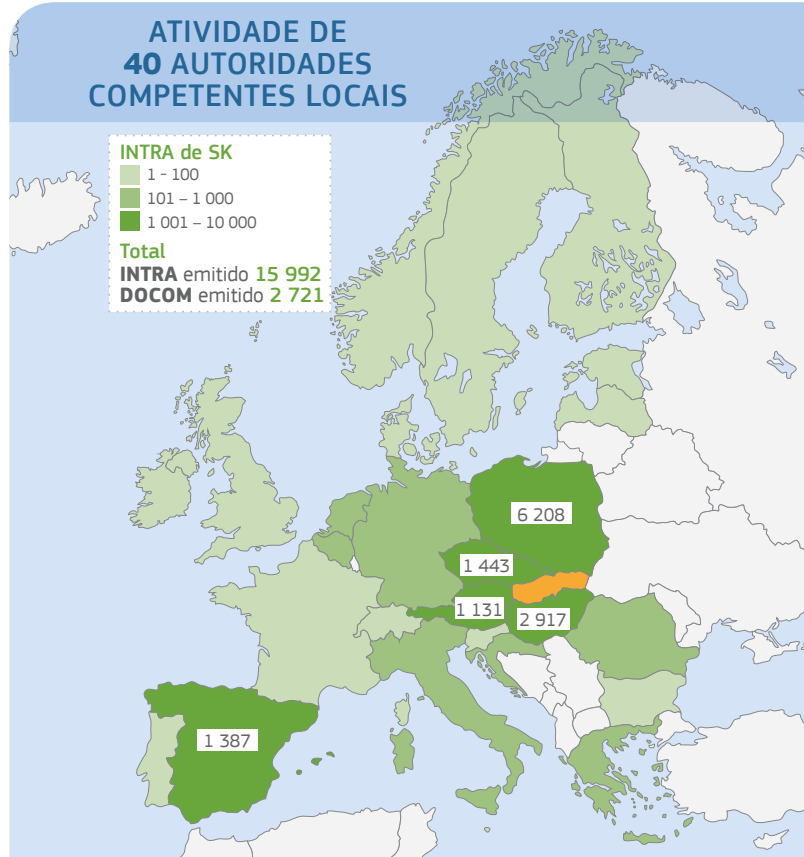 ATIVIDADE DE
40 AUTORIDADES
COMPETENTES LOCAIS
INTRA de SK
1 - 100
101 – 1 000
1 001 – 10 000
Total
INTRA emitido 15 992
DOCOM emitido 2 721
6 208
1 443
1 131
2 917
1 387